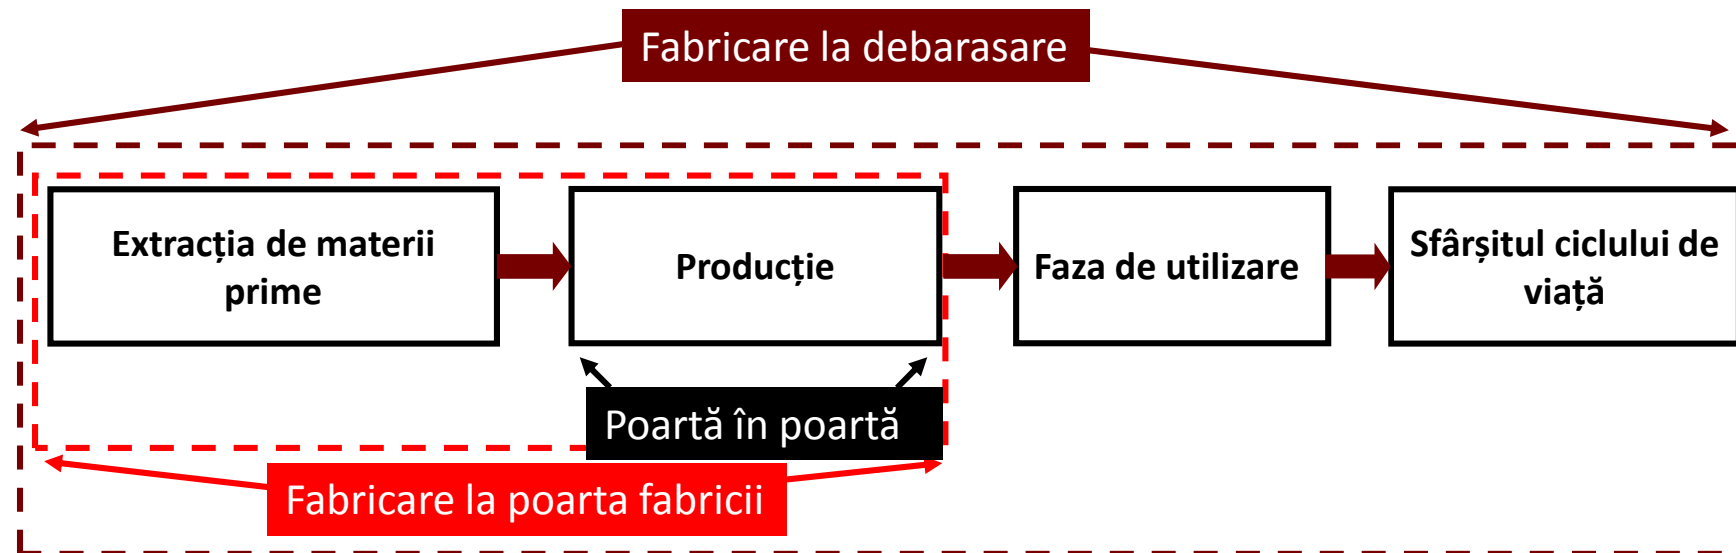 Fabricare la debarasare
Extracția de materii
prime
Producție
Faza de utilizare
Sfârșitul ciclului de
viață
Poartă în poartă
Fabricare la poarta fabricii